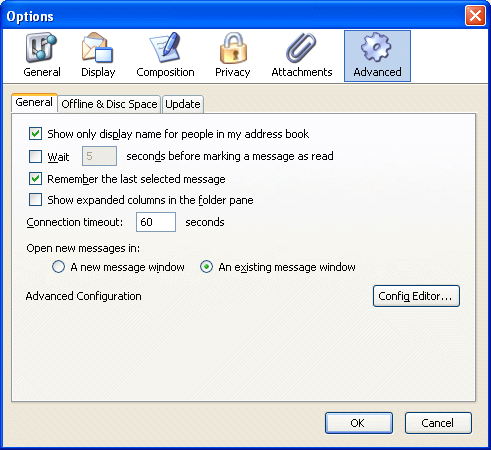 Options
General Display Composition Privacy Attachments Advanced
General Offline & Disc Space Update
Show only display name for people in my address book
Wait 5 seconds before marking a message as read
Remember the last selected message
Show expanded columns in the folder pane
Connection timeout: 60 seconds
Open new messages in:
A new message window An existing message window
Advanced Configuration Config Editor...
OK Cancel